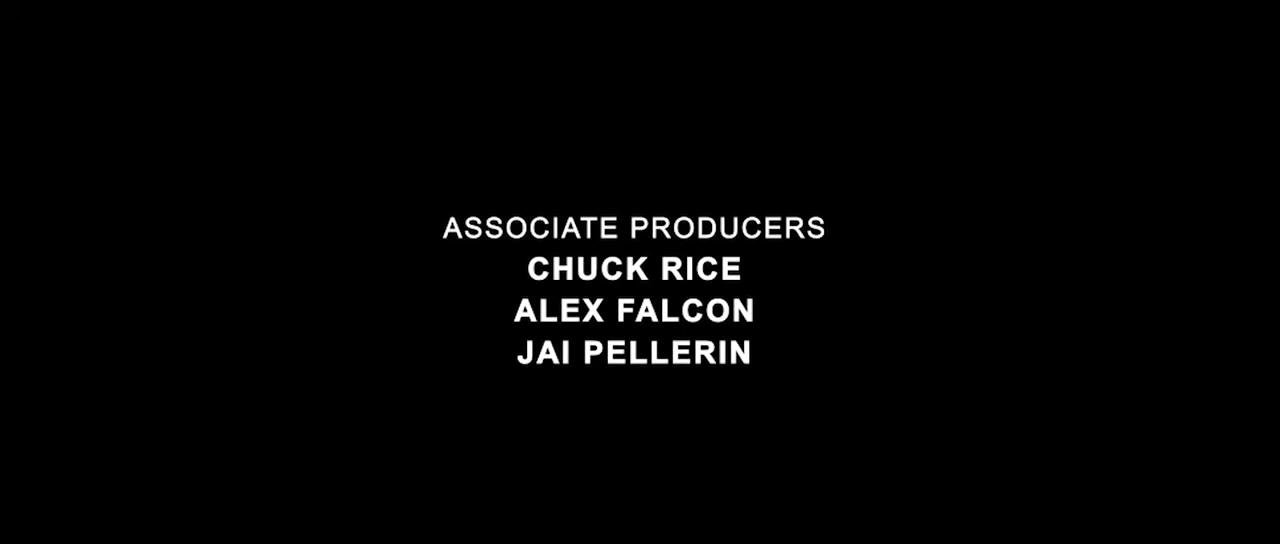 ASSOCIATE PRODUCERS
CHUCK RICE
ALEX FALCON
JAI PELLERIN